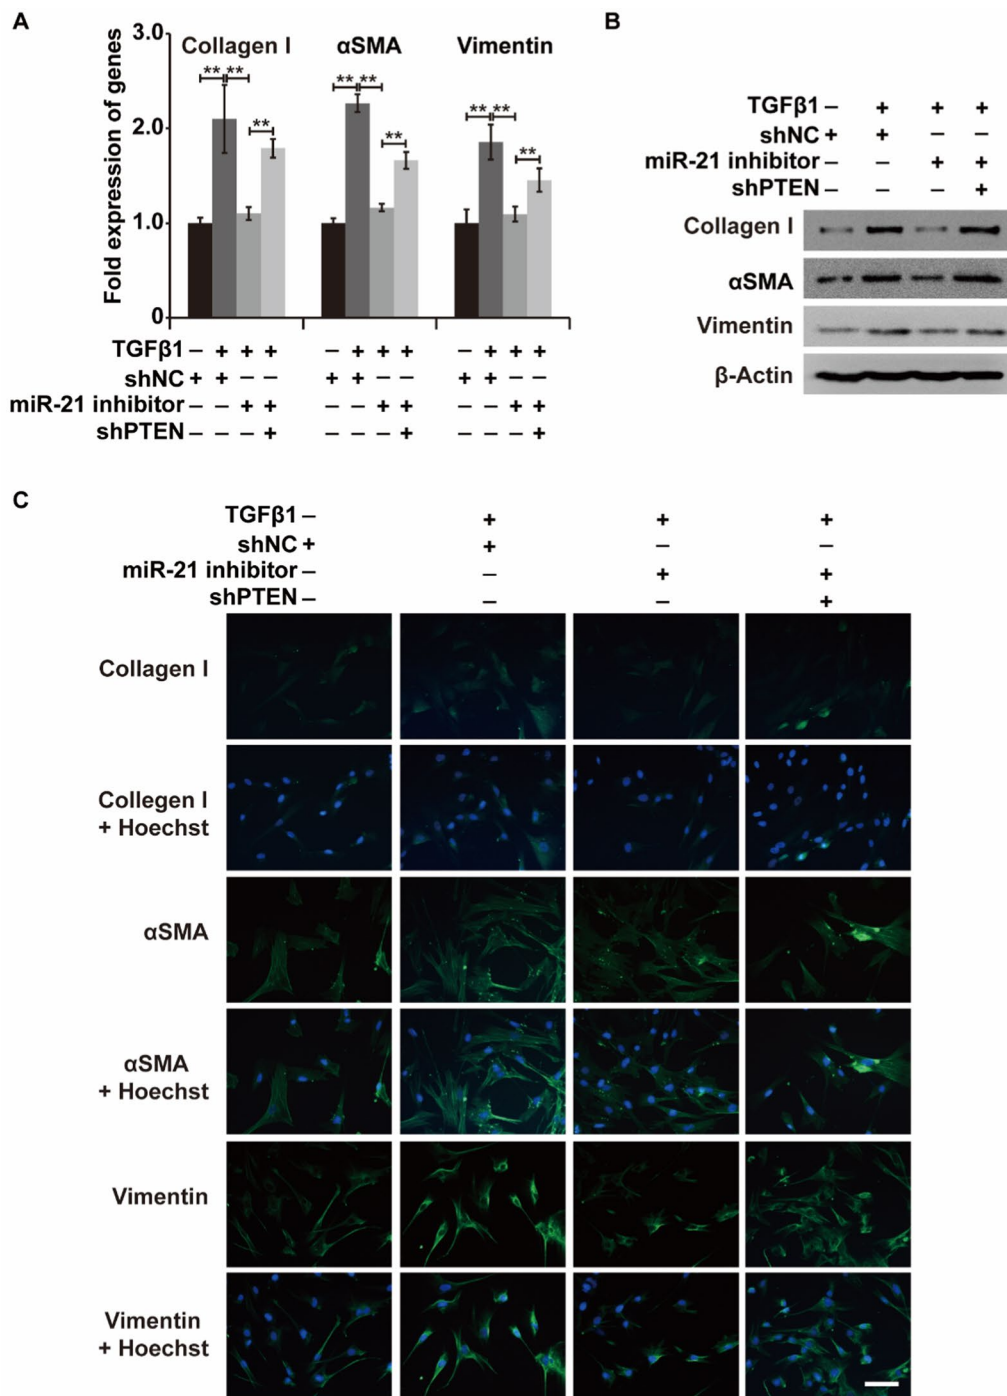 A
Fold expression of genes
3.0
2.0
1.0
1.0
Collagen I αSMA Vimentin
** ** ** ** ** **
** ** **
TGFβ1 – + + + – + + + – + + +
shNC + + – – + + – – + + – –
miR-21 inhibitor – – + + – – + + – – + +
shPTEN – – – + – – – + – – – +
B
TGFβ1 – + + +
shNC + + – –
miR-21 inhibitor – – + +
shPTEN – – – +
Collagen I
αSMA
Vimentin
β-Actin
C
TGFβ1 – + + +
shNC + + – –
miR-21 inhibitor – – + +
shPTEN – – – +
Collagen I
Collegen I
+ Hoechst
αSMA
αSMA
+ Hoechst
Vimentin
Vimentin
+ Hoechst